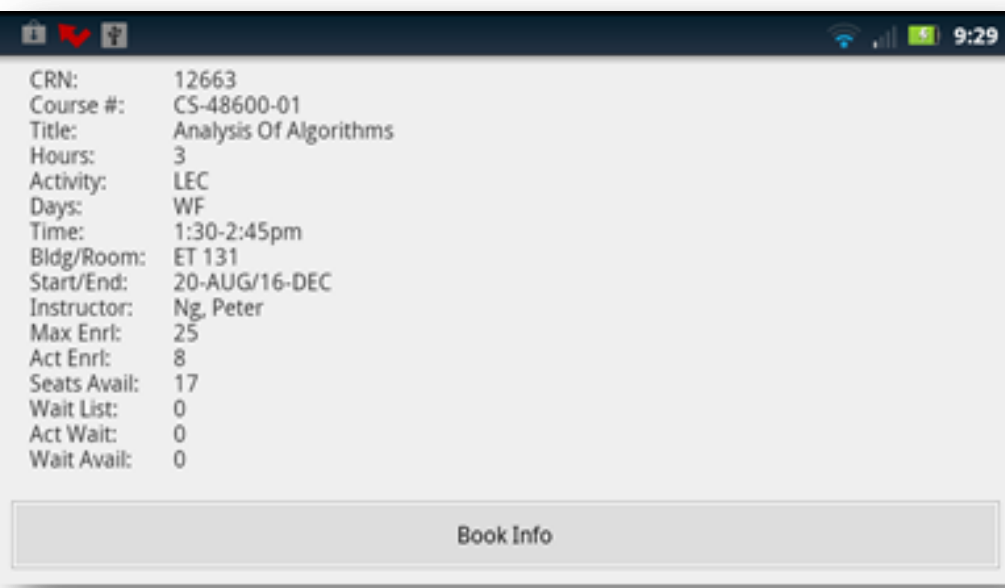 9:29
CRN: 12663
Course #: CS-48600-01
Title: Analysis Of Algorithms
Hours: 3
Activity: LEC
Days: WF
Time: 1:30-2:45pm
Bldg/Room: ET 131
Start/End: 20-AUG/16-DEC
Instructor: Ng, Peter
Max Enrl: 25
Act Enrl: 8
Seats Avail: 17
Wait List: 0
Act Wait: 0
Wait Avail: 0
Book Info